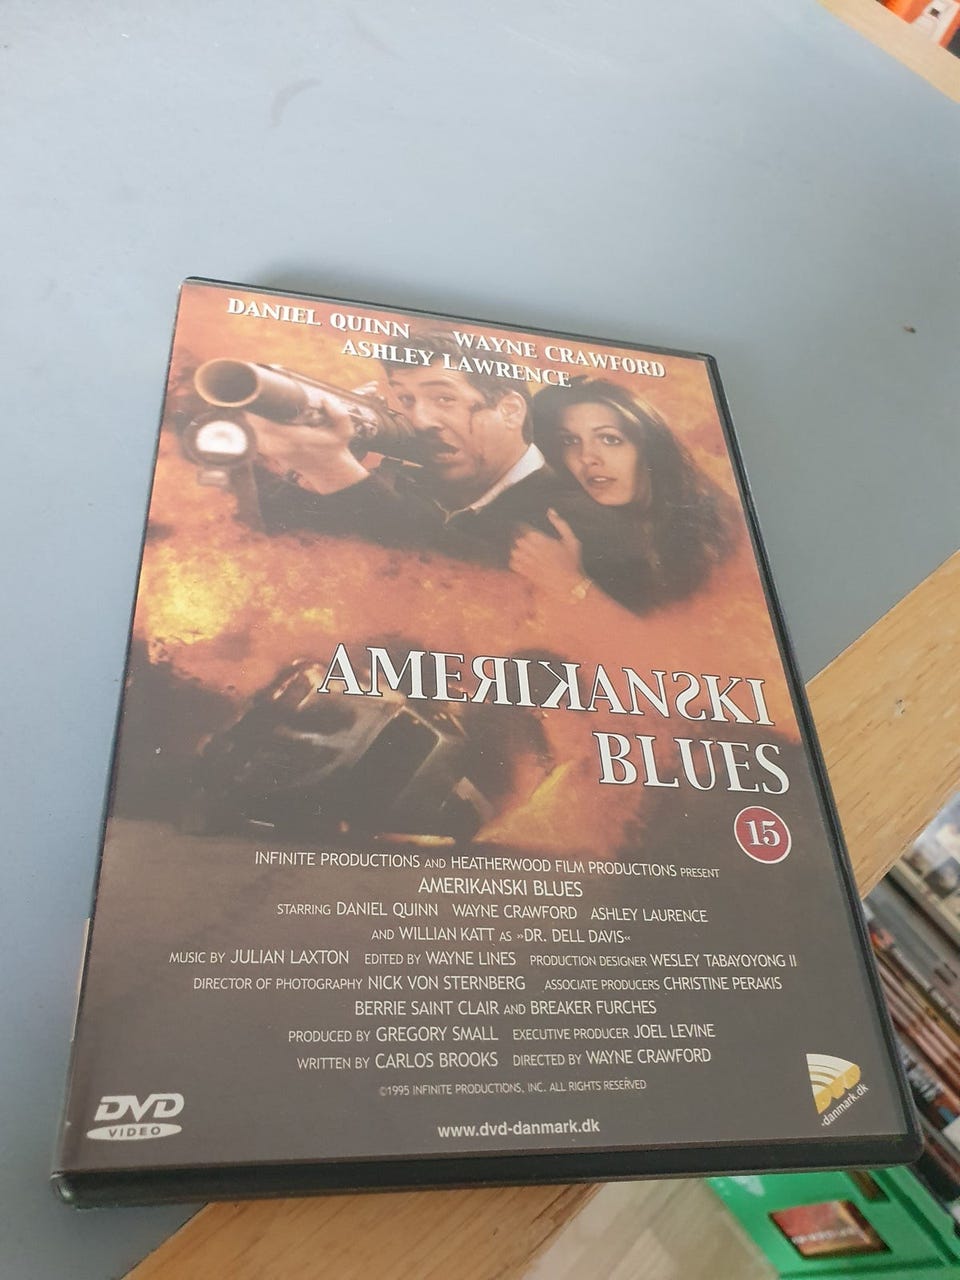 DANIEL QUINN WAYNE CRAWFORD
ASHLEY LAWRENCE
AMEЯIKANSKI
BLUES
15
INFINITE PRODUCTIONS AND HEATHERWOOD FILM PRODUCTIONS PRESENT
AMERIKANSKI BLUES
STARRING DANIEL QUINN WAYNE CRAWFORD ASHLEY LAURENCE
AND WILLIAN KATT AS »DR. DELL DAVIS«
MUSIC BY JULIAN LAXTON EDITED BY WAYNE LINES PRODUCTION DESIGNER WESLEY TABAYOYONG II
DIRECTOR OF PHOTOGRAPHY NICK VON STERNBERG ASSOCIATE PRODUCERS CHRISTINE PERAKIS
BERRIE SAINT CLAIR AND BREAKER FURCHES
PRODUCED BY GREGORY SMALL EXECUTIVE PRODUCER JOEL LEVINE
WRITTEN BY CARLOS BROOKS DIRECTED BY WAYNE CRAWFORD
©1995 INFINITE PRODUCTIONS, INC. ALL RIGHTS RESERVED
DVD
VIDEO
www.dvd-danmark.dk
DVD
-danmark.dk